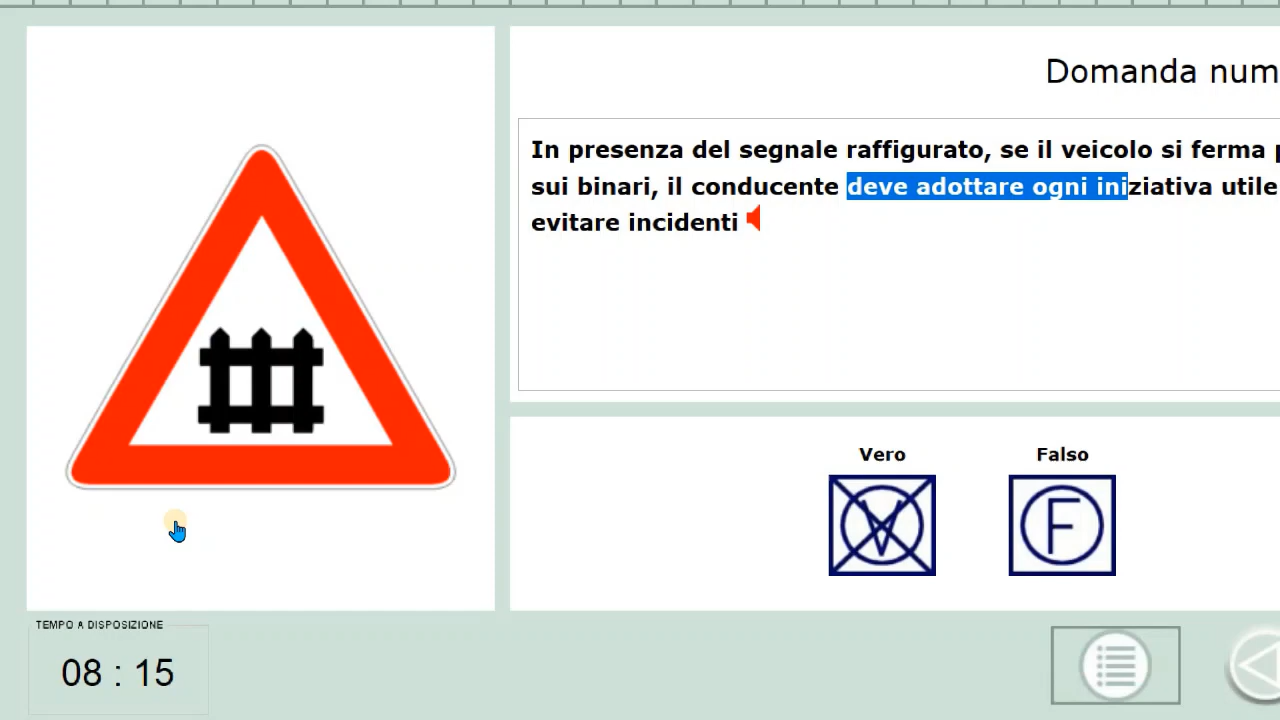 Domanda num
In presenza del segnale raffigurato, se il veicolo si ferma
sui binari, il conducente deve adottare ogni iniziativa utile
evitare incidenti
Vero
Falso
V
F
TEMPO A DISPOSIZIONE
08 : 15